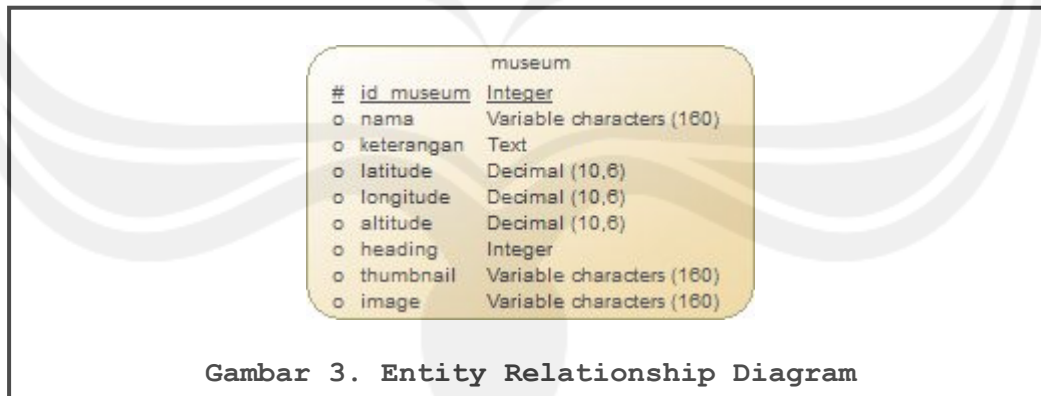 museum
# id_museum Integer
o nama Variable characters (160)
o keterangan Text
o latitude Decimal (10,6)
o longitude Decimal (10,6)
o altitude Decimal (10,6)
o heading Integer
o thumbnail Variable characters (160)
o image Variable characters (160)
Gambar 3. Entity Relationship Diagram